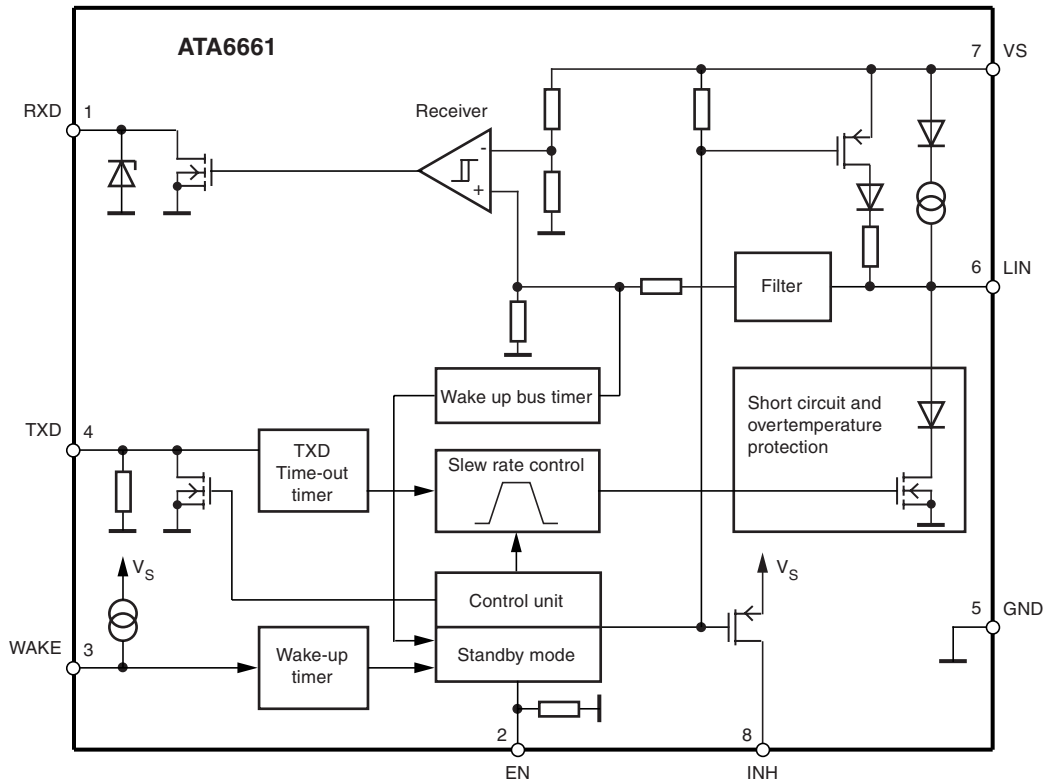 ATA6661
7
VS
RXD
1
Receiver
-
+
6
LIN
Filter
Wake up bus timer
Short circuit and
overtemperature
protection
TXD
4
TXD
Time-out
timer
Slew rate control
VS
VS
Control unit
5
GND
WAKE
3
Wake-up
timer
Standby mode
2
8
EN
INH